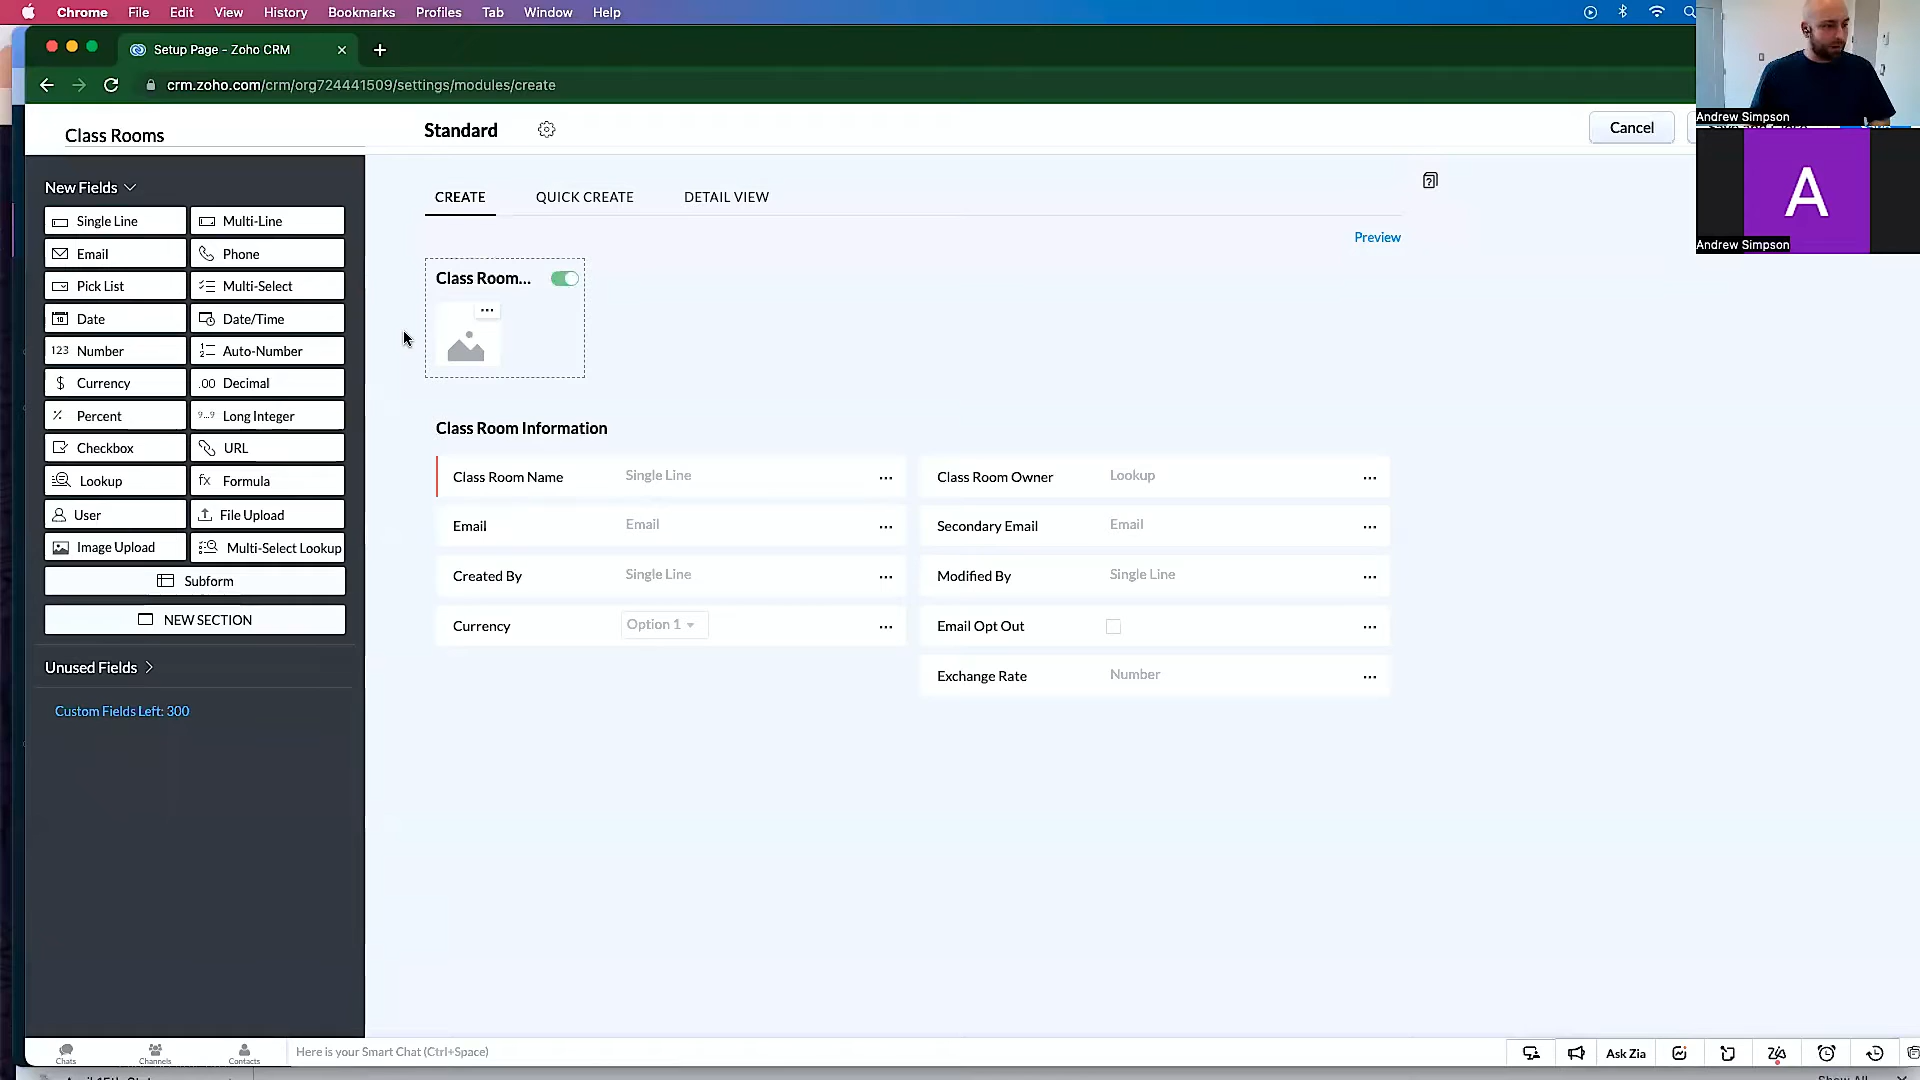 Chrome File Edit View History Bookmarks Profiles Tab Window Help
Setup Page - Zoho CRM
crm.zoho.com/crm/org724441509/settings/modules/create
Class Rooms
Standard
Cancel
Andrew Simpson
A
Andrew Simpson
New Fields
Single Line Multi-Line
Email Phone
Pick List Multi-Select
Date Date/Time
123 Number Auto-Number
$ Currency .00 Decimal
% Percent 9...9 Long Integer
Checkbox URL
Lookup fx Formula
User File Upload
Image Upload Multi-Select Lookup
Subform
NEW SECTION
Unused Fields
Custom Fields Left: 300
CREATE QUICK CREATE DETAIL VIEW
Preview
Class Room...
Class Room Information
Class Room Name Single Line Class Room Owner Lookup
Email Email Secondary Email Email
Created By Single Line Modified By Single Line
Currency Option 1 Email Opt Out
Exchange Rate Number
Chats Channels Contacts
Here is your Smart Chat (Ctrl+Space)
Ask Zia